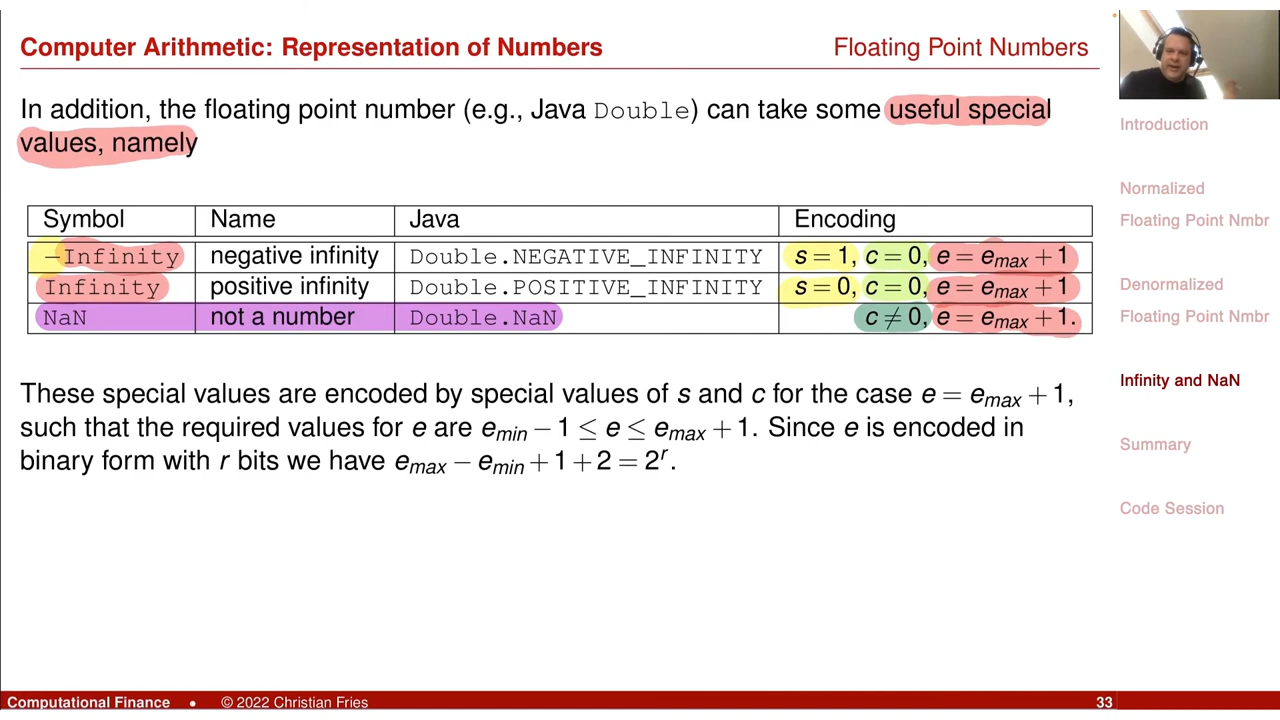 Computer Arithmetic: Representation of Numbers
Floating Point Numbers
In addition, the floating point number (e.g., Java Double) can take some useful special
values, namely
Symbol Name Java Encoding
−Infinity negative infinity Double.NEGATIVE_INFINITY s = 1, c = 0, e = e_max + 1
Infinity positive infinity Double.POSITIVE_INFINITY s = 0, c = 0, e = e_max + 1
NaN not a number Double.NaN c ≠ 0, e = e_max + 1.
These special values are encoded by special values of s and c for the case e = e_max + 1,
such that the required values for e are e_min − 1 ≤ e ≤ e_max + 1. Since e is encoded in
binary form with r bits we have e_max − e_min + 1 + 2 = 2^r.
Introduction
Normalized
Floating Point Nmbr
Denormalized
Floating Point Nmbr
Infinity and NaN
Summary
Code Session
Computational Finance • © 2022 Christian Fries 33